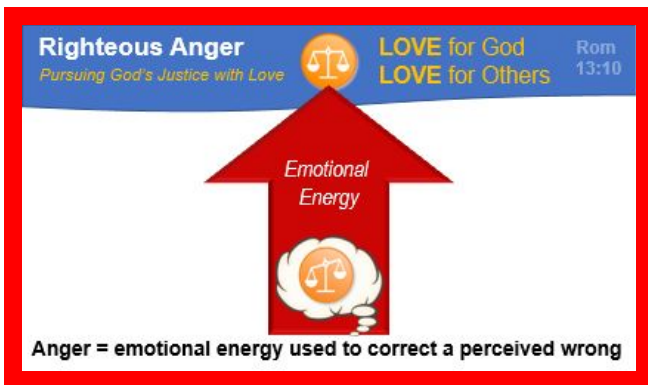 Righteous Anger
Pursuing God's Justice with Love
LOVE for God
LOVE for Others
Rom
13:10
Emotional
Energy
Anger = emotional energy used to correct a perceived wrong